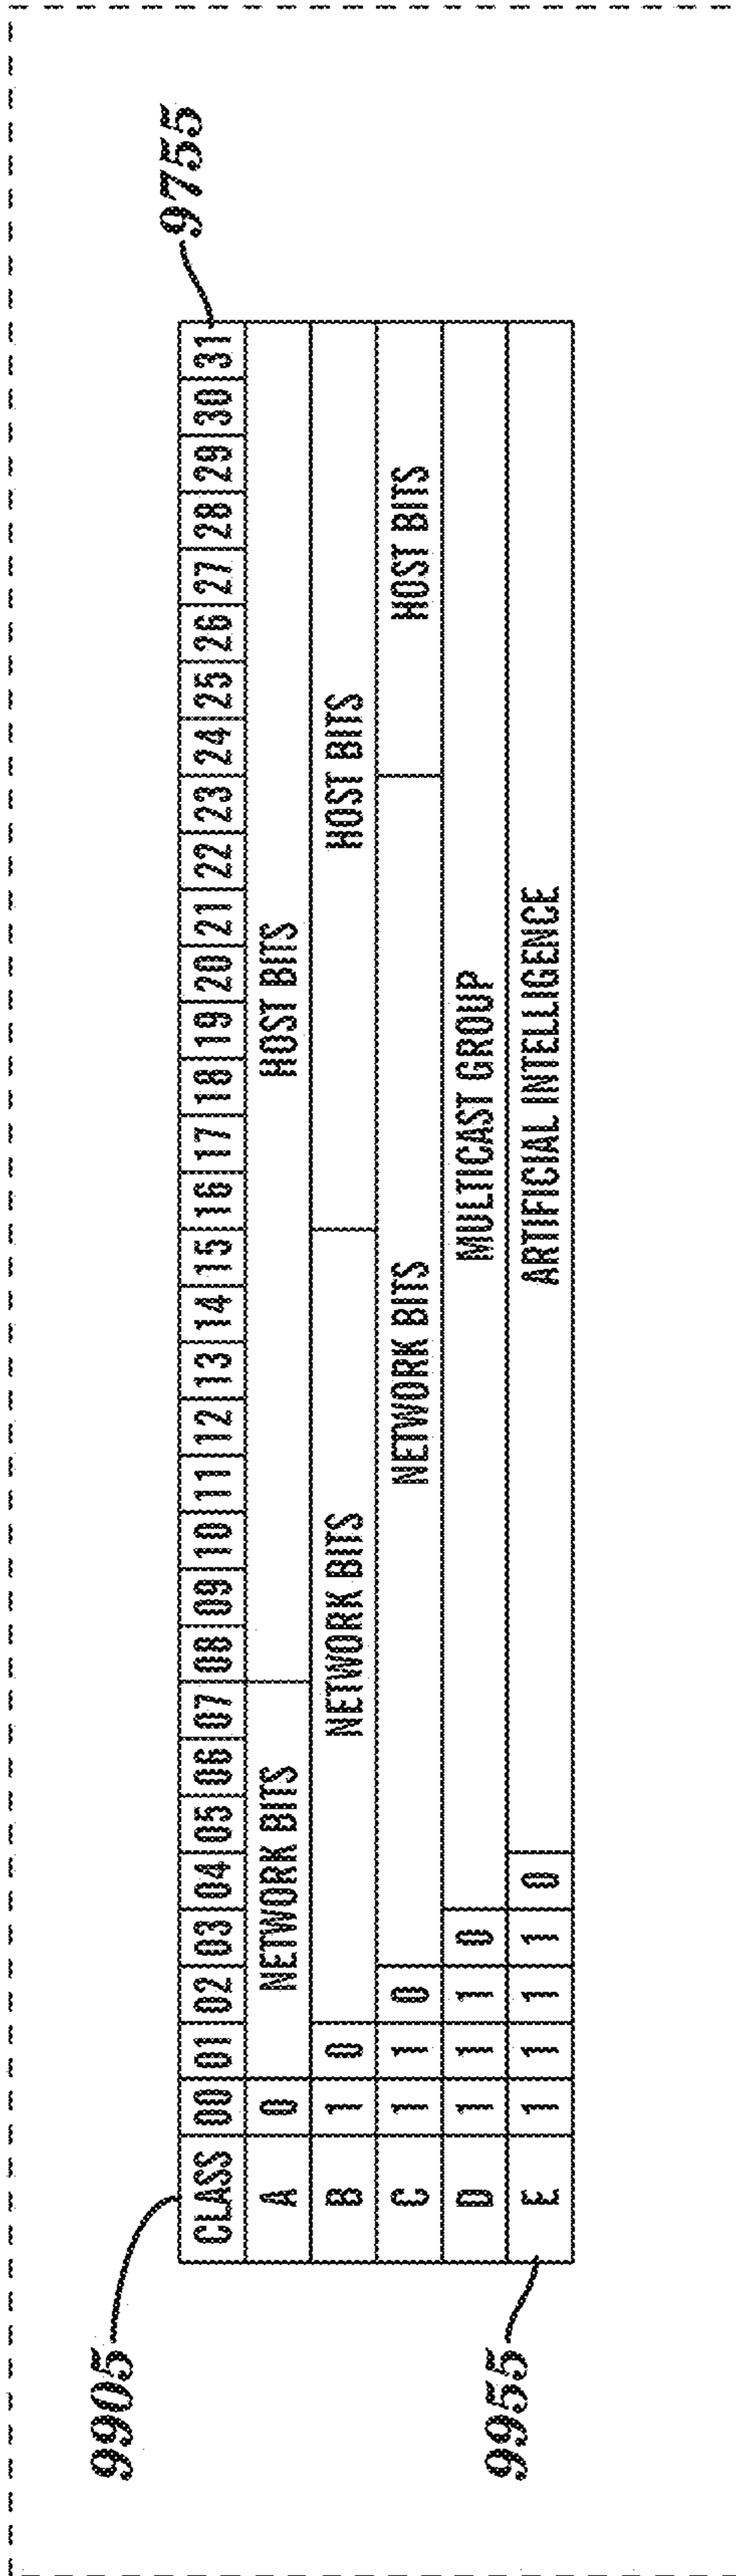 9905
9755
CLASS 00 01 02 03 04 05 06 07 08 09 10 11 12 13 14 15 16 17 18 19 20 21 22 23 24 25 26 27 28 29 30 31
A 0 NETWORK BITS HOST BITS
B 1 0 NETWORK BITS HOST BITS
C 1 1 0 NETWORK BITS HOST BITS
D 1 1 1 0 MULTICAST GROUP
E 1 1 1 1 0 ARTIFICIAL INTELLIGENCE
9955